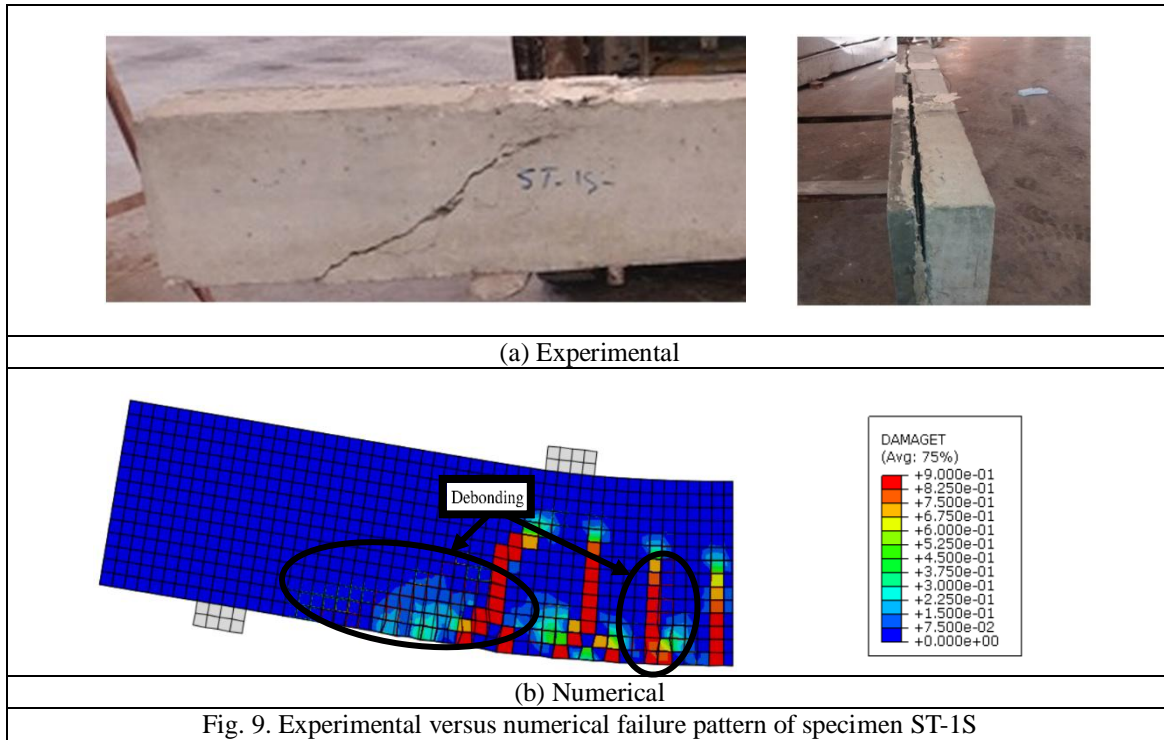 ST-1S-
(a) Experimental
Debonding
DAMAGET
(Avg: 75%)
+9.000e-01
+8.250e-01
+7.500e-01
+6.750e-01
+6.000e-01
+5.250e-01
+4.500e-01
+3.750e-01
+3.000e-01
+2.250e-01
+1.500e-01
+7.500e-02
+0.000e+00
(b) Numerical
Fig. 9. Experimental versus numerical failure pattern of specimen ST-1S